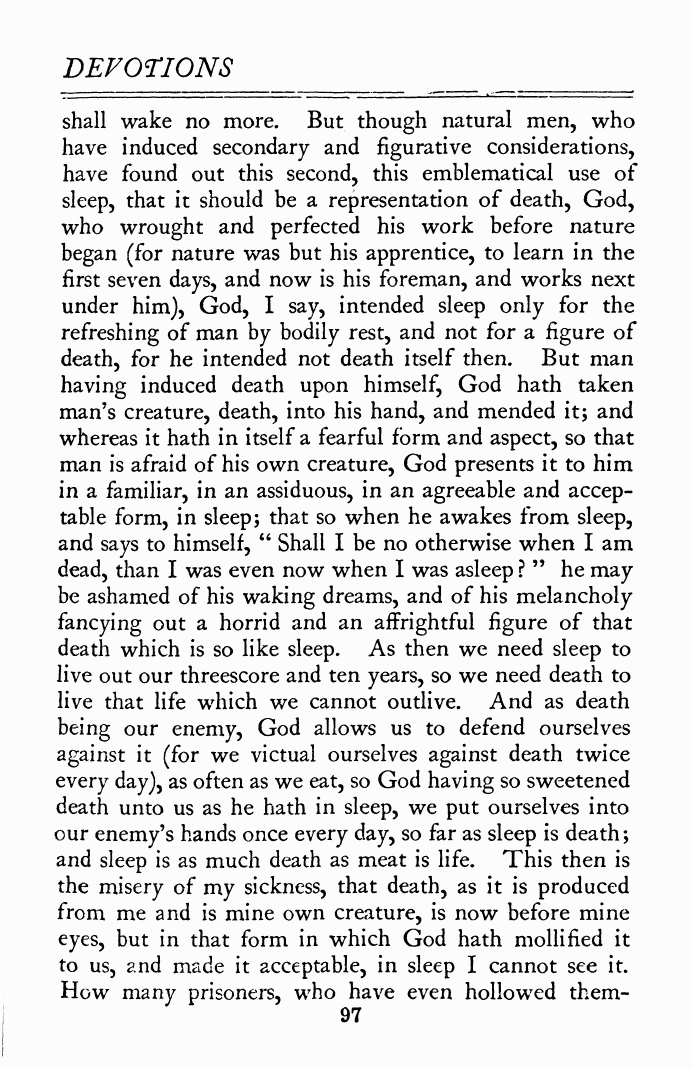 DEVOTIONS
shall wake no more. But though natural men, who
have induced secondary and figurative considerations,
have found out this second, this emblematical use of
sleep, that it should be a representation of death, God,
who wrought and perfected his work before nature
began (for nature was but his apprentice, to learn in the
first seven days, and now is his foreman, and works next
under him), God, I say, intended sleep only for the
refreshing of man by bodily rest, and not for a figure of
death, for he intended not death itself then. But man
having induced death upon himself, God hath taken
man's creature, death, into his hand, and mended it; and
whereas it hath in itself a fearful form and aspect, so that
man is afraid of his own creature, God presents it to him
in a familiar, in an assiduous, in an agreeable and accep-
table form, in sleep; that so when he awakes from sleep,
and says to himself, “ Shall I be no otherwise when I am
dead, than I was even now when I was asleep? ” he may
be ashamed of his waking dreams, and of his melancholy
fancying out a horrid and an affrightful figure of that
death which is so like sleep. As then we need sleep to
live out our threescore and ten years, so we need death to
live that life which we cannot outlive. And as death
being our enemy, God allows us to defend ourselves
against it (for we victual ourselves against death twice
every day), as often as we eat, so God having so sweetened
death unto us as he hath in sleep, we put ourselves into
our enemy's hands once every day, so far as sleep is death;
and sleep is as much death as meat is life. This then is
the misery of my sickness, that death, as it is produced
from me and is mine own creature, is now before mine
eyes, but in that form in which God hath mollified it
to us, and made it acceptable, in sleep I cannot see it.
How many prisoners, who have even hollowed them-
97